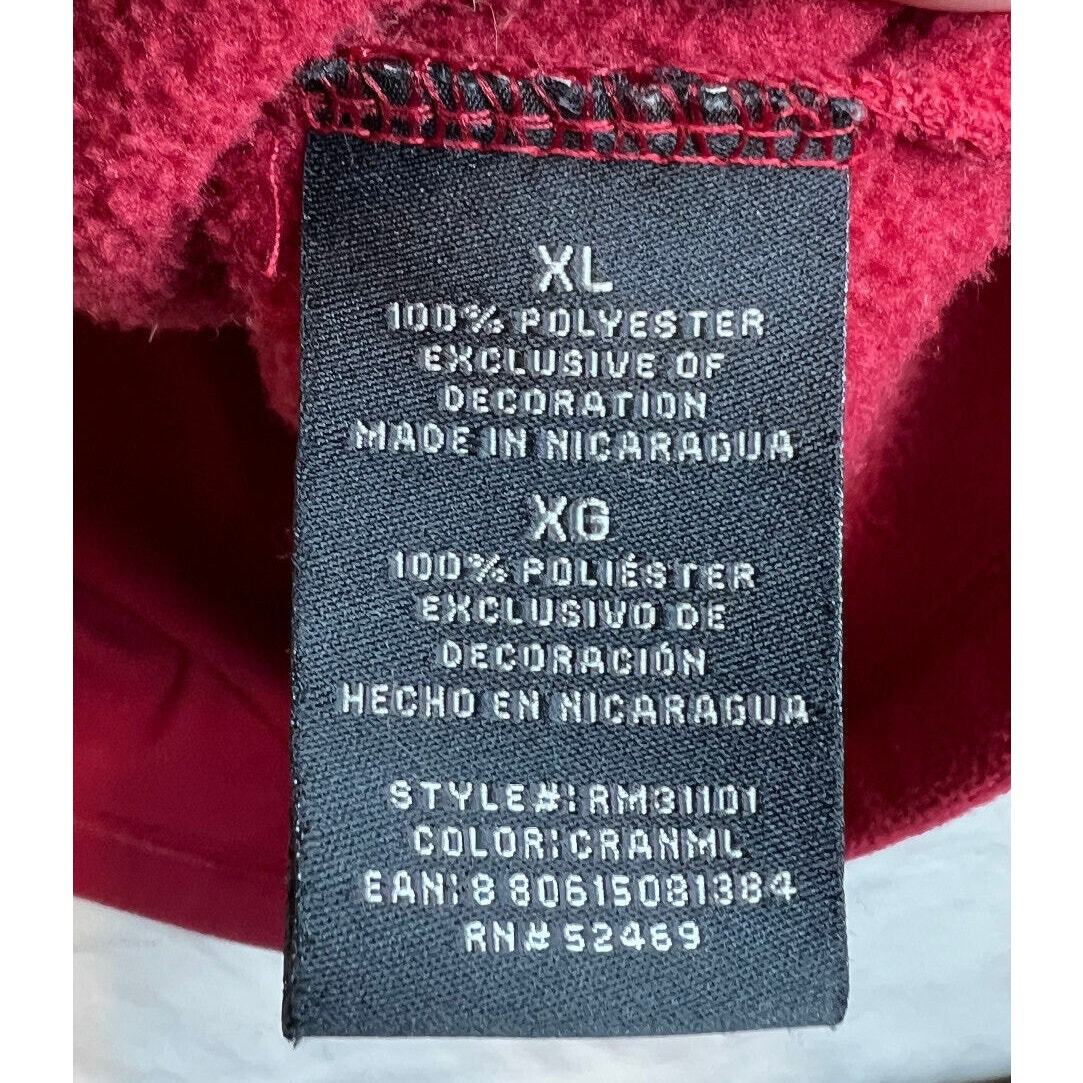 XL
100% POLYESTER
EXCLUSIVE OF
DECORATION
MADE IN NICARAGUA
XG
100% POLIÉSTER
EXCLUSIVO DE
DECORACIÓN
HECHO EN NICARAGUA
STYLE#: RM31101
COLOR: CRANML
EAN: 8 80615081384
RN# 52469